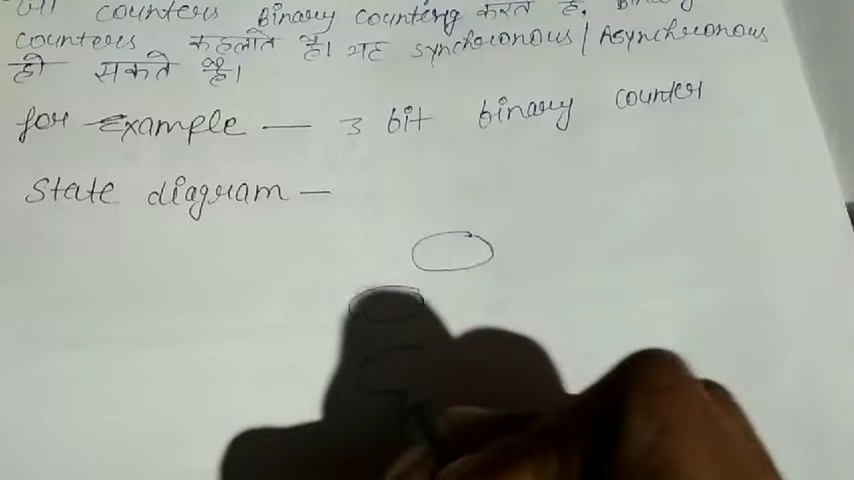 जो counters Binary counting करते है, Binary
counters कहलाते है। यह synchronous / Asynchronous
हो सकते है।
for Example — 3 bit binary counter
state diagram —